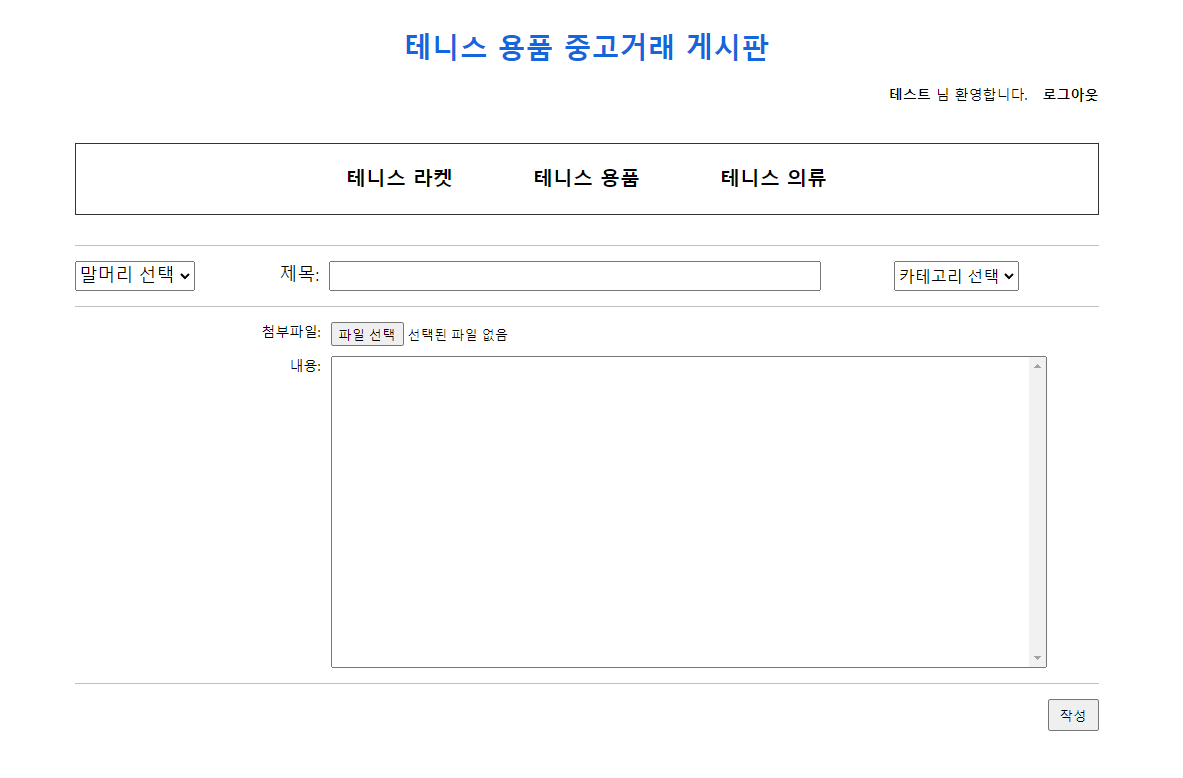 테니스 용품 중고거래 게시판
테스트 님 환영합니다. 로그아웃
테니스 라켓 테니스 용품 테니스 의류
말머리 선택 제목: 카테고리 선택
첨부파일: 파일 선택 선택된 파일 없음
내용:
작성